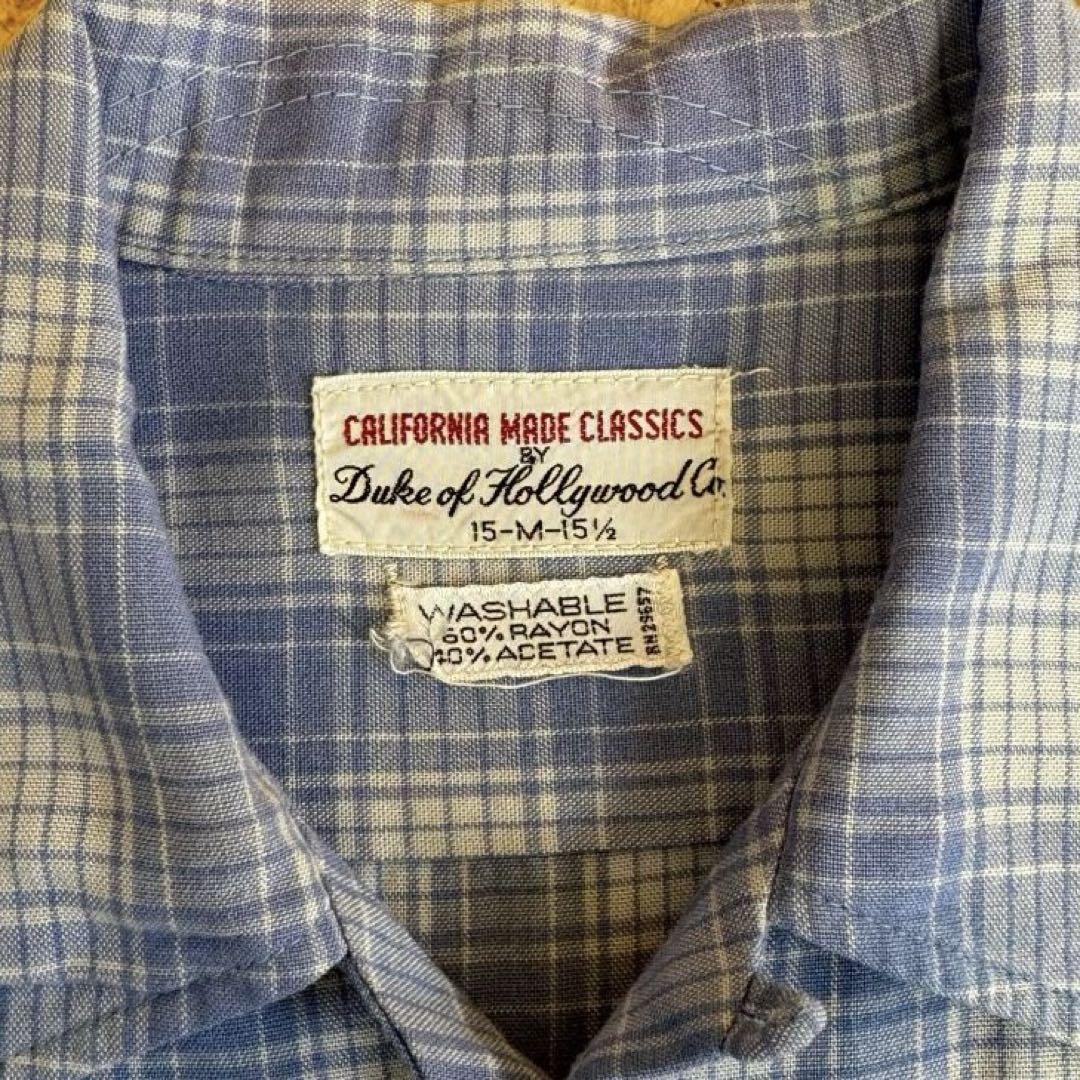 CALIFORNIA MADE CLASSICS
BY
Duke of Hollywood Co.
15-M-15½
WASHABLE
60% RAYON
40% ACETATE
RN 29657